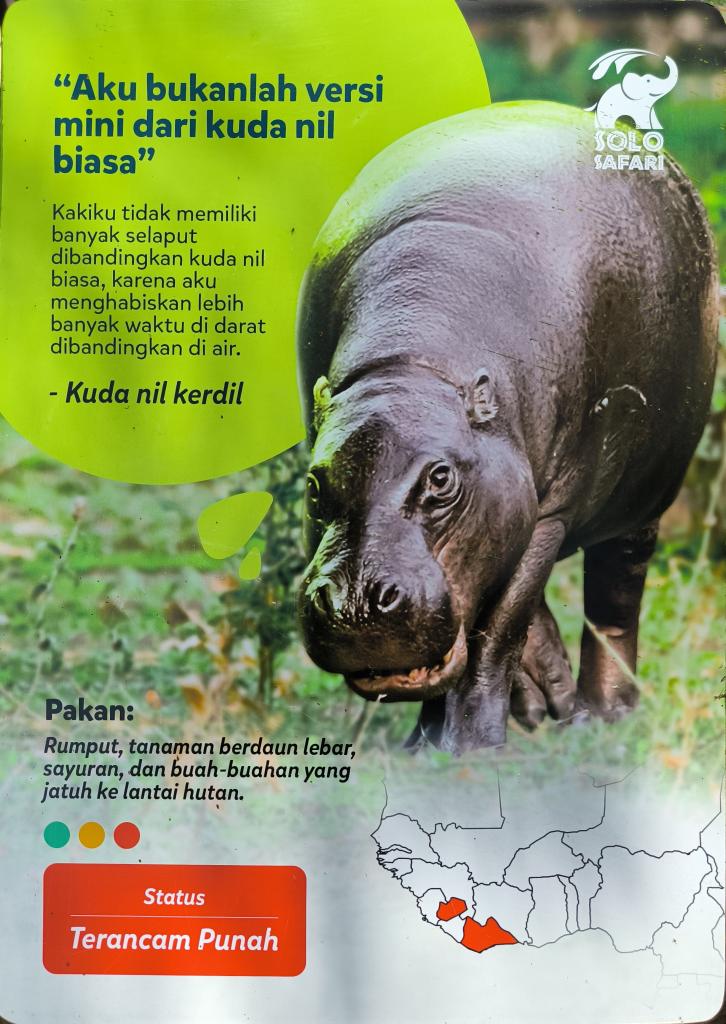 “Aku bukanlah versi
mini dari kuda nil
biasa”
SOLO
SAFARI
Kakiku tidak memiliki
banyak selaput
dibandingkan kuda nil
biasa, karena aku
menghabiskan lebih
banyak waktu di darat
dibandingkan di air.
- Kuda nil kerdil
Pakan:
Rumput, tanaman berdaun lebar,
sayuran, dan buah-buahan yang
jatuh ke lantai hutan.
Status
Terancam Punah